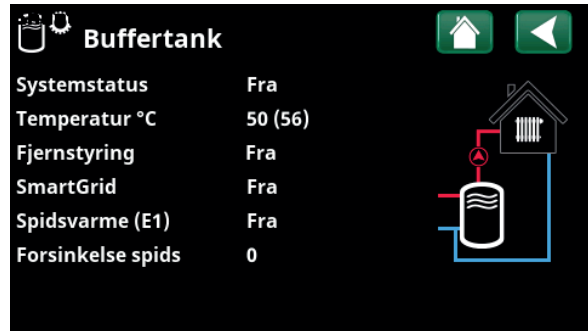 Buffertank
Systemstatus Fra
Temperatur °C 50 (56)
Fjernstyring Fra
SmartGrid Fra
Spidsvarme (E1) Fra
Forsinkelse spids 0